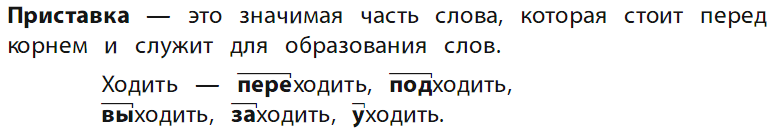 Приставка — это значимая часть слова, которая стоит перед
корнем и служит для образования слов.
Ходить — переходить, подходить,
выходить, заходить, уходить.